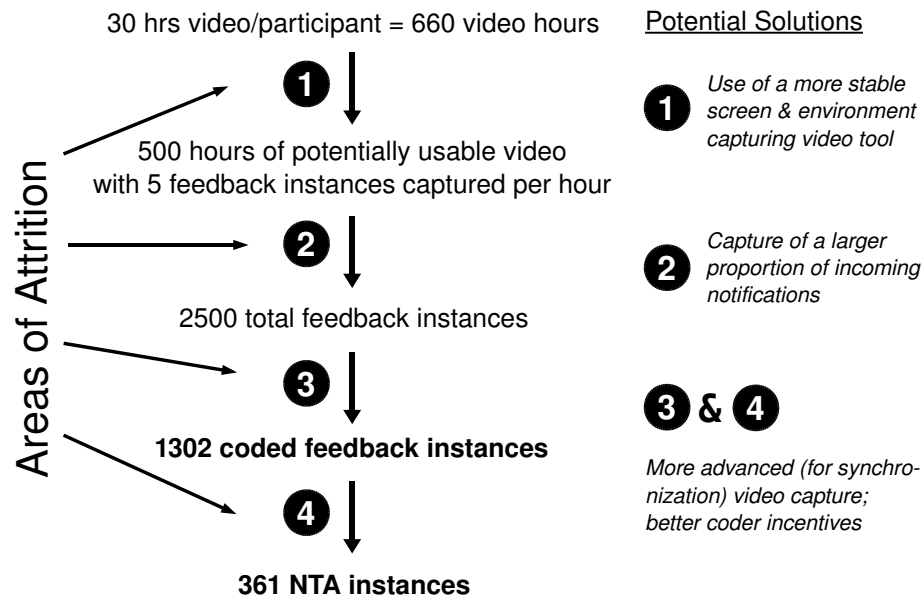 30 hrs video/participant = 660 video hours
1
500 hours of potentially usable video
with 5 feedback instances captured per hour
2
2500 total feedback instances
3
1302 coded feedback instances
4
361 NTA instances
Areas of Attrition
Potential Solutions
1
Use of a more stable
screen & environment
capturing video tool
2
Capture of a larger
proportion of incoming
notifications
3 & 4
More advanced (for synchro-
nization) video capture;
better coder incentives